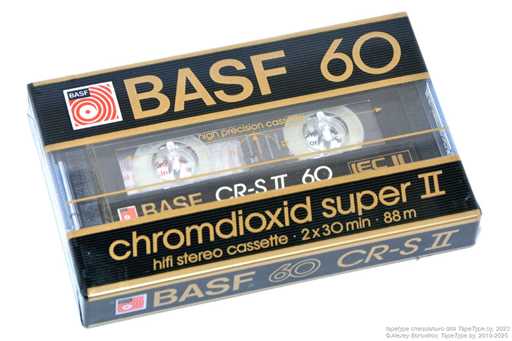 BASF
BASF 60
high precision cassette
IEC II
BASF CR-S II 60
chromdioxid super II
hifi stereo cassette · 2x30 min · 88 m
BASF
BASF 60 CR-S II